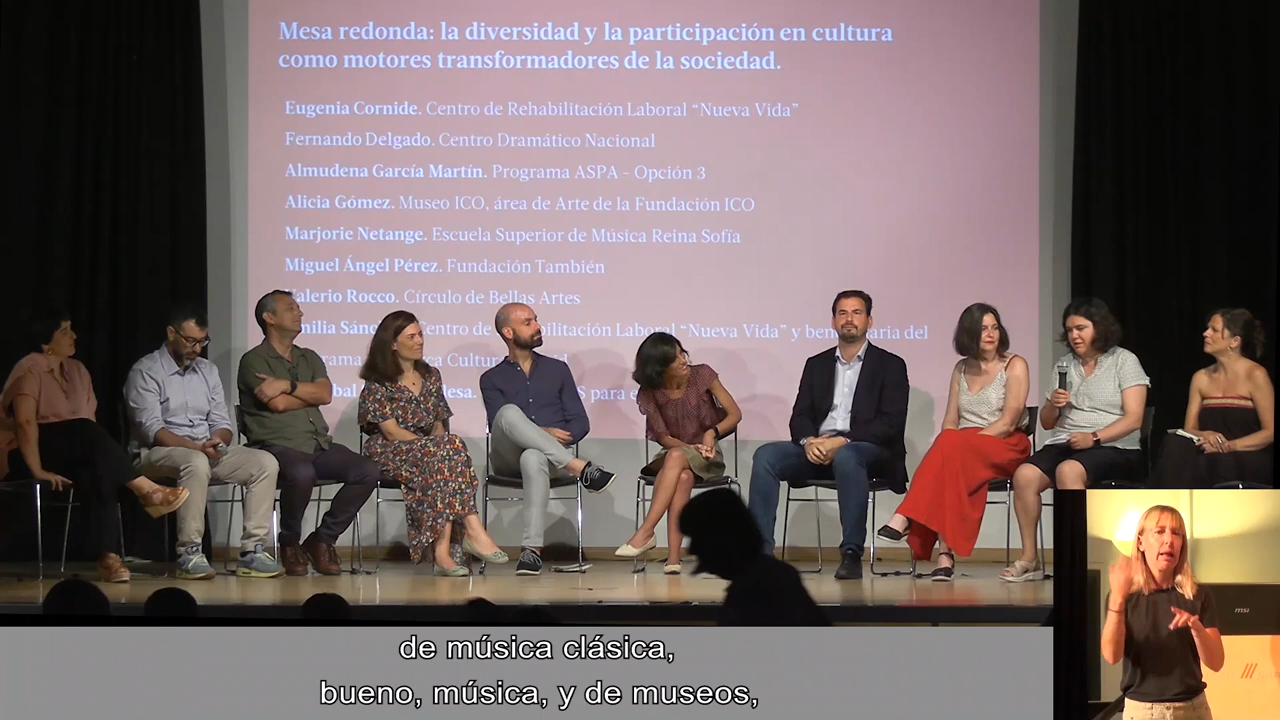 Mesa redonda: la diversidad y la participación en cultura
como motores transformadores de la sociedad.
Eugenia Cornide. Centro de Rehabilitación Laboral “Nueva Vida”
Fernando Delgado. Centro Dramático Nacional
Almudena García Martín. Programa ASPA - Opción 3
Alicia Gómez. Museo ICO, área de Arte de la Fundación ICO
Marjorie Netange. Escuela Superior de Música Reina Sofía
Miguel Ángel Pérez. Fundación También
Valerio Rocco. Círculo de Bellas Artes
Centro de Rehabilitación Laboral “Nueva Vida” y beneficiaria del
para
de música clásica,
bueno, música, y de museos,
msi